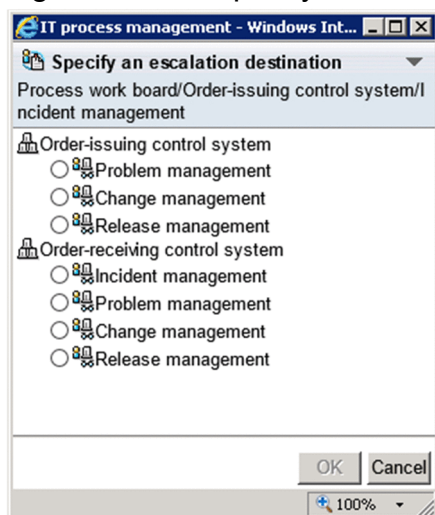 IT process management - Windows Int...
Specify an escalation destination
Process work board/Order-issuing control system/I
ncident management
Order-issuing control system
Problem management
Change management
Release management
Order-receiving control system
Incident management
Problem management
Change management
Release management
OK Cancel
100%